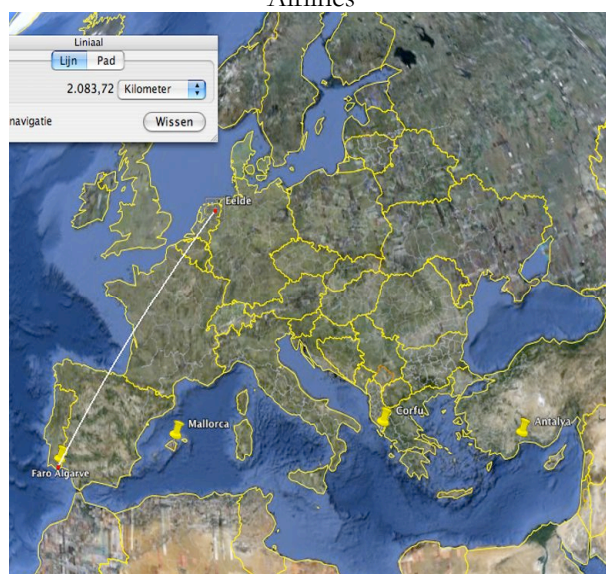 Airlines
Liniaal
Lijn Pad
2.083,72 Kilometer
navigatie Wissen
Eelde
Mallorca
Corfu
Antalya
Faro Algarve